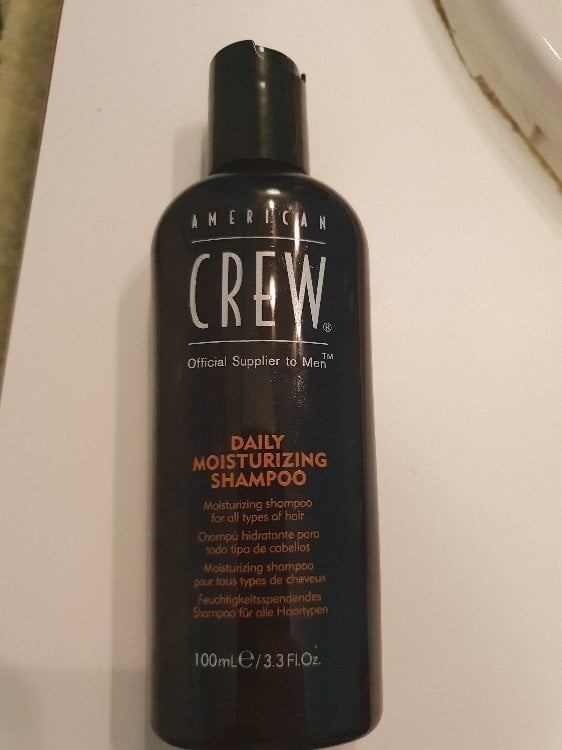 AMERICAN
CREW®
Official Supplier to Men™
DAILY
MOISTURIZING
SHAMPOO
Moisturizing shampoo
for all types of hair
Champú hidratante para
todo tipo de cabellos
Moisturizing shampoo
pour tous types de cheveux
Feuchtigkeitsspendendes
Shampoo für alle Haartypen
100mL℮/3.3 Fl.Oz.